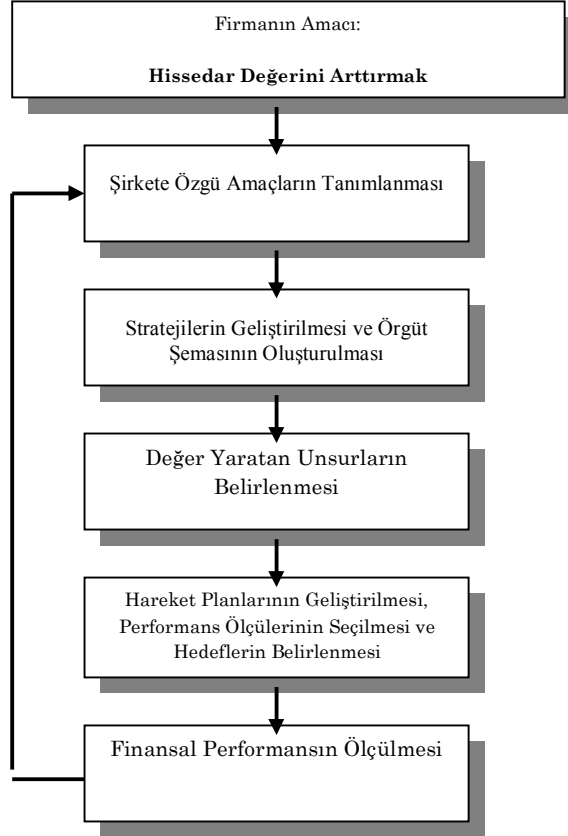 Firmanın Amacı:
Hissedar Değerini Arttırmak
Şirkete Özgü Amaçların Tanımlanması
Stratejilerin Geliştirilmesi ve Örgüt
Şemasının Oluşturulması
Değer Yaratan Unsurların
Belirlenmesi
Hareket Planlarının Geliştirilmesi,
Performans Ölçülerinin Seçilmesi ve
Hedeflerin Belirlenmesi
Finansal Performansın Ölçülmesi